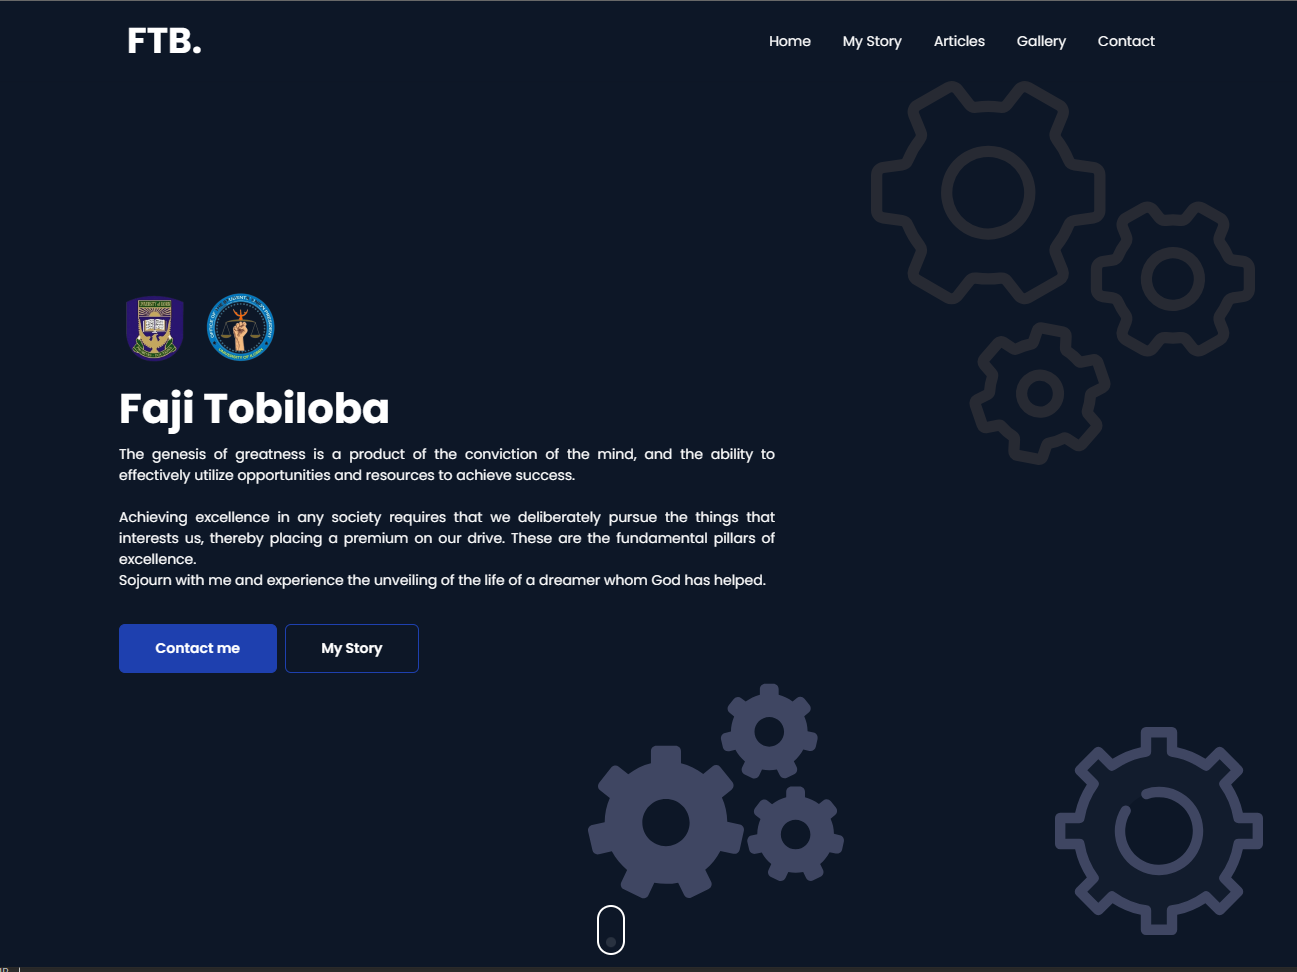 FTB.
Home
My Story
Articles
Gallery
Contact
UNIVERSITY OF ILORIN
Faji Tobiloba
The genesis of greatness is a product of the conviction of the mind, and the ability to
effectively utilize opportunities and resources to achieve success.
Achieving excellence in any society requires that we deliberately pursue the things that
interests us, thereby placing a premium on our drive. These are the fundamental pillars of
excellence.
Sojourn with me and experience the unveiling of the life of a dreamer whom God has helped.
Contact me
My Story